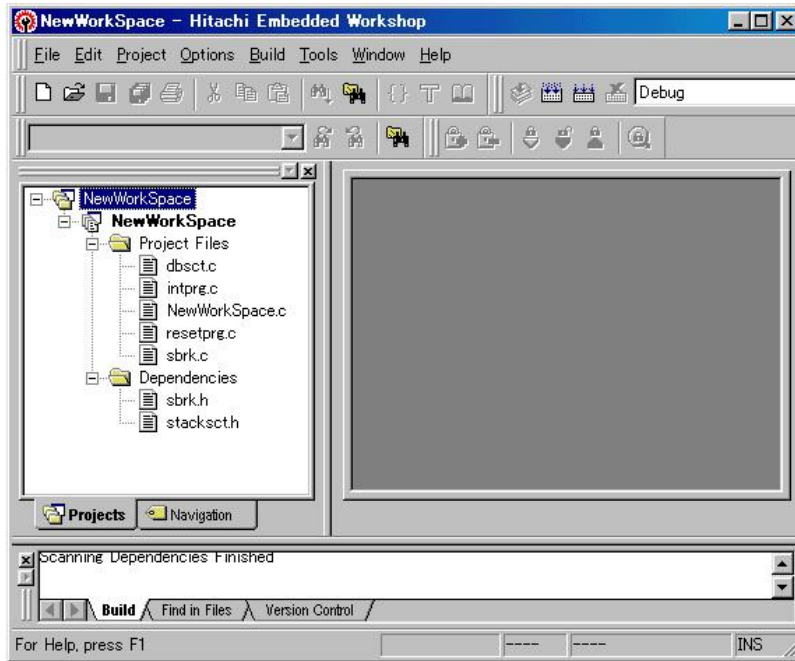 NewWorkSpace - Hitachi Embedded Workshop
File Edit Project Options Build Tools Window Help
Debug
NewWorkSpace
NewWorkSpace
Project Files
dbsct.c
intprg.c
NewWorkSpace.c
resetprg.c
sbrk.c
Dependencies
sbrk.h
stacksct.h
Projects Navigation
Scanning Dependencies Finished
Build Find in Files Version Control
For Help, press F1 ---- ---- INS